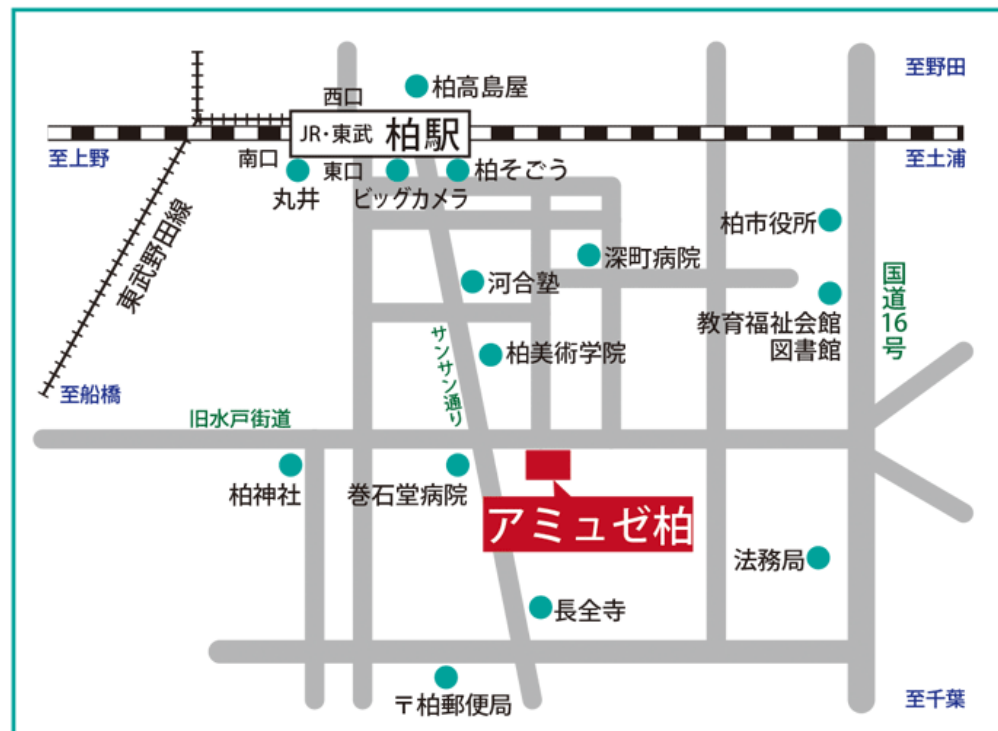 至野田
柏高島屋
西口
JR・東武 柏駅
至上野
南口
東口
至土浦
丸井
ビッグカメラ
柏そごう
東武野田線
柏市役所
深町病院
河合塾
国道16号
教育福祉会館
図書館
サンサン通り
柏美術学院
至船橋
旧水戸街道
柏神社
巻石堂病院
アミュゼ柏
法務局
長全寺
〒柏郵便局
至千葉